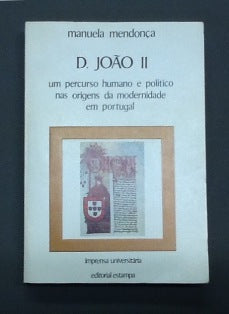 manuela mendonça
D. JOÃO II
um percurso humano e político
nas origens da modernidade
em portugal
imprensa universitária
editorial estampa